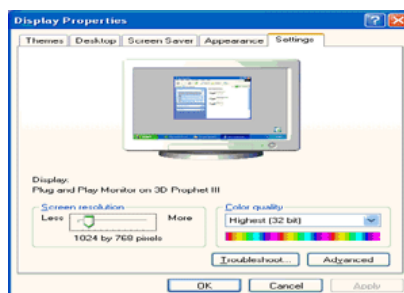 Display Properties
Themes Desktop Screen Saver Appearance Settings
Display:
Plug and Play Monitor on 3D Prophet III
Screen resolution
Less More
1024 by 768 pixels
Color quality
Highest (32 bit)
Troubleshoot... Advanced
OK Cancel Apply